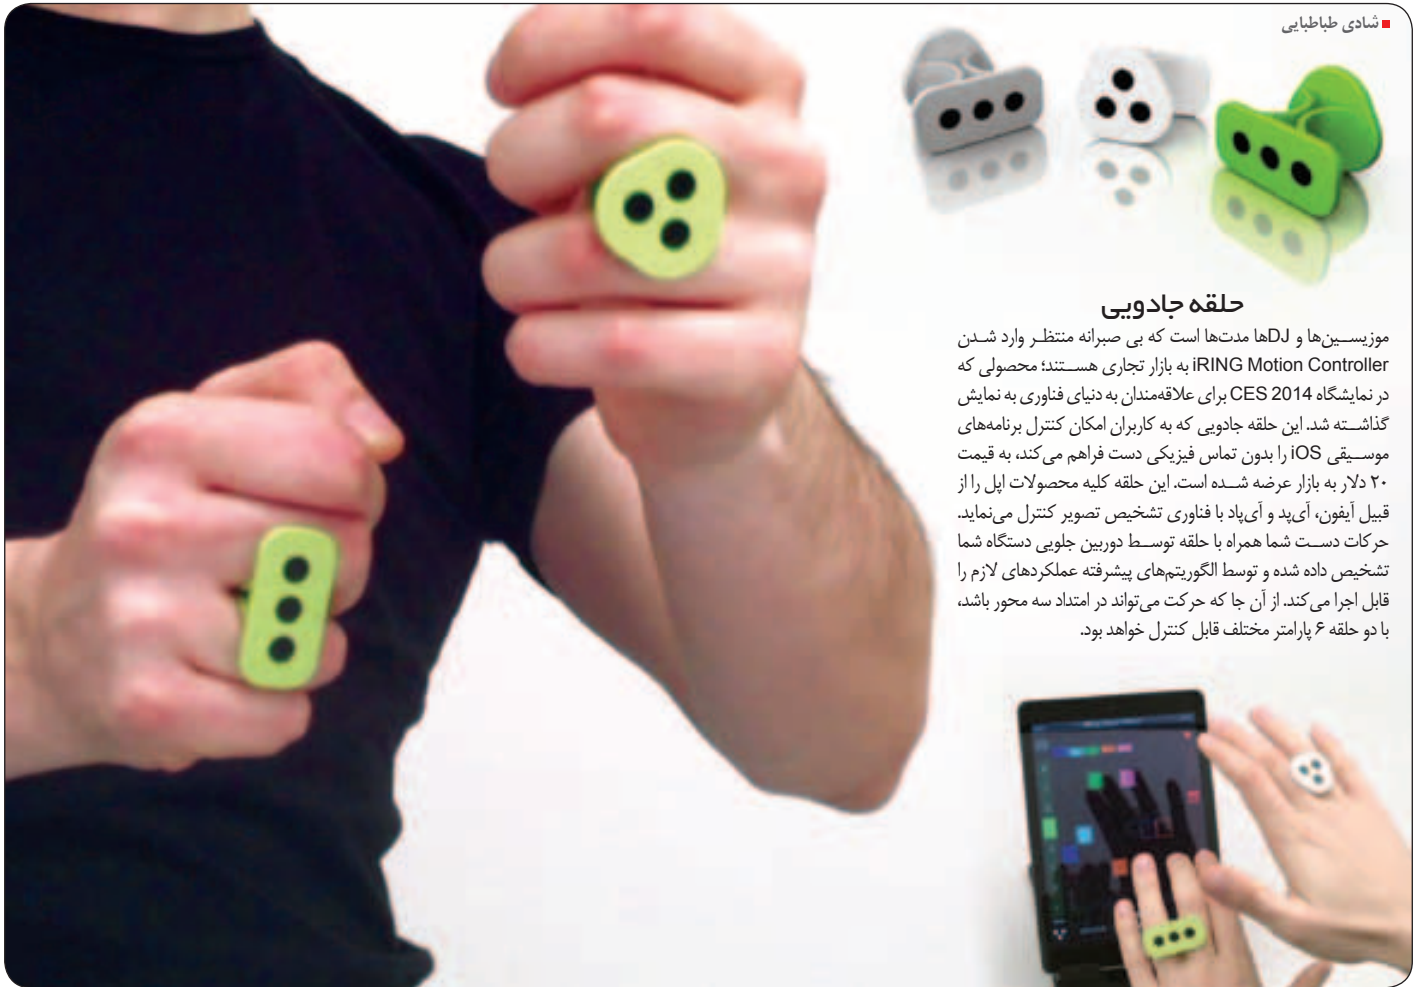 شادی طباطبایی
حلقه جادویی
موزیسین‌ها و DJها مدت‌ها است که بی صبرانه منتظر وارد شدن
iRING Motion Controller به بازار تجاری هستند؛ محصولی که
در نمایشگاه CES 2014 برای علاقه‌مندان به دنیای فناوری به نمایش
گذاشته شد. این حلقه جادویی که به کاربران امکان کنترل برنامه‌های
موسیقی iOS را بدون تماس فیزیکی دست فراهم می‌کند، به قیمت
۲۰ دلار به بازار عرضه شده است. این حلقه کلیه محصولات اپل را از
قبیل آیفون، آی‌پد و آی‌پاد با فناوری تشخیص تصویر کنترل می‌نماید.
حرکات دست شما همراه با حلقه توسط دوربین جلویی دستگاه شما
تشخیص داده شده و توسط الگوریتم‌های پیشرفته عملکردهای لازم را
قابل اجرا می‌کند. از آن جا که حرکت می‌تواند در امتداد سه محور باشد،
با دو حلقه ۶ پارامتر مختلف قابل کنترل خواهد بود.